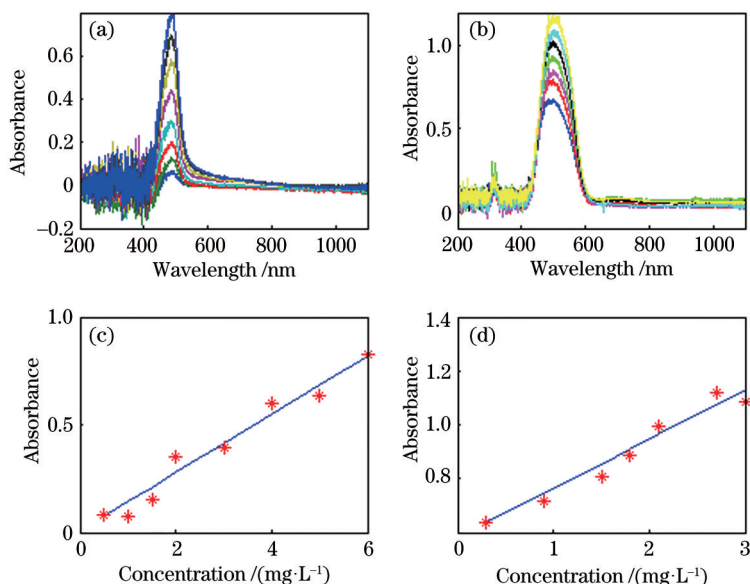 (a)
0.8
0.6
0.4
0.2
0
−0.2
Absorbance
200 400 600 800 1000
Wavelength /nm
(b)
1.0
0.5
0
Absorbance
200 400 600 800 1000
Wavelength /nm
(c)
1.0
0.5
0
Absorbance
0 2 4 6
Concentration /(mg·L⁻¹)
(d)
1.4
1.2
1.0
0.8
Absorbance
0 1 2 3
Concentration /(mg·L⁻¹)